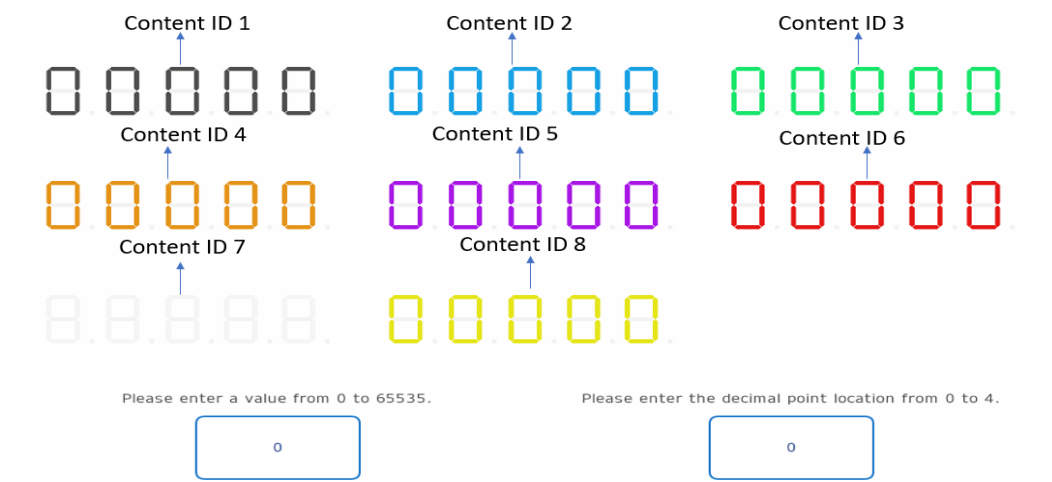 Content ID 1 Content ID 2 Content ID 3
00000 00000 00000
Content ID 4 Content ID 5 Content ID 6
00000 00000 00000
Content ID 7 Content ID 8
00000
Please enter a value from 0 to 65535. Please enter the decimal point location from 0 to 4.
0 0